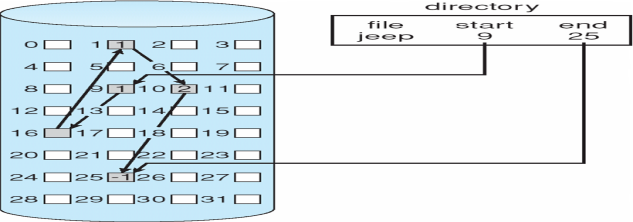 directory
file start end
jeep 9 25
0 1 1 2 3
4 5 6 7
8 9 1 10 2 11
12 13 14 15
16 17 18 19
20 21 22 23
24 25 -1 26 27
28 29 30 31